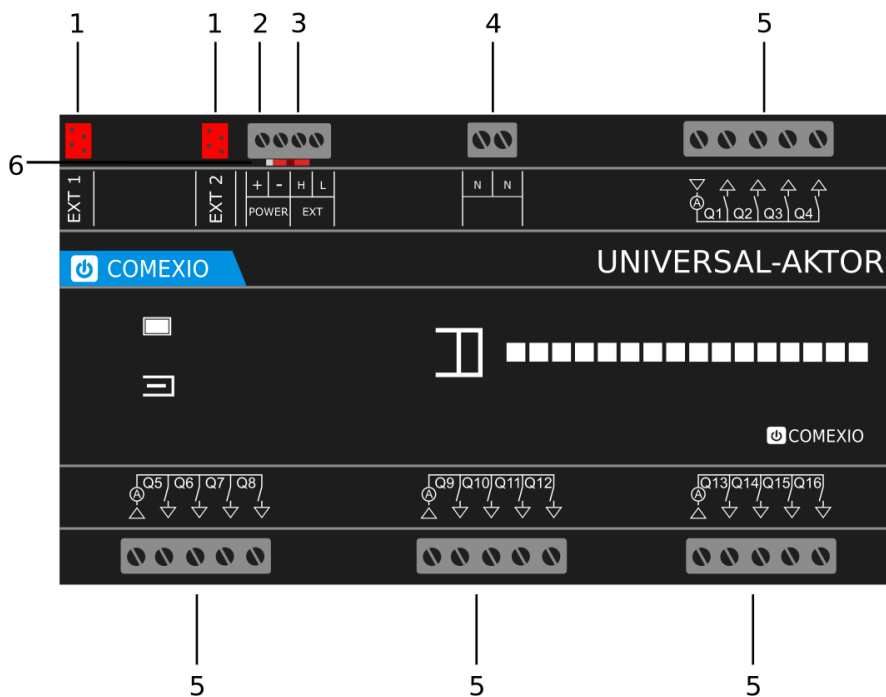 1 1 2 3 4 5
6
EXT 1
EXT 2
+ - H L
POWER EXT
N N
A Q1 Q2 Q3 Q4
COMEXIO
UNIVERSAL-AKTOR
COMEXIO
A Q5 Q6 Q7 Q8
A Q9 Q10 Q11 Q12
A Q13 Q14 Q15 Q16
5 5 5